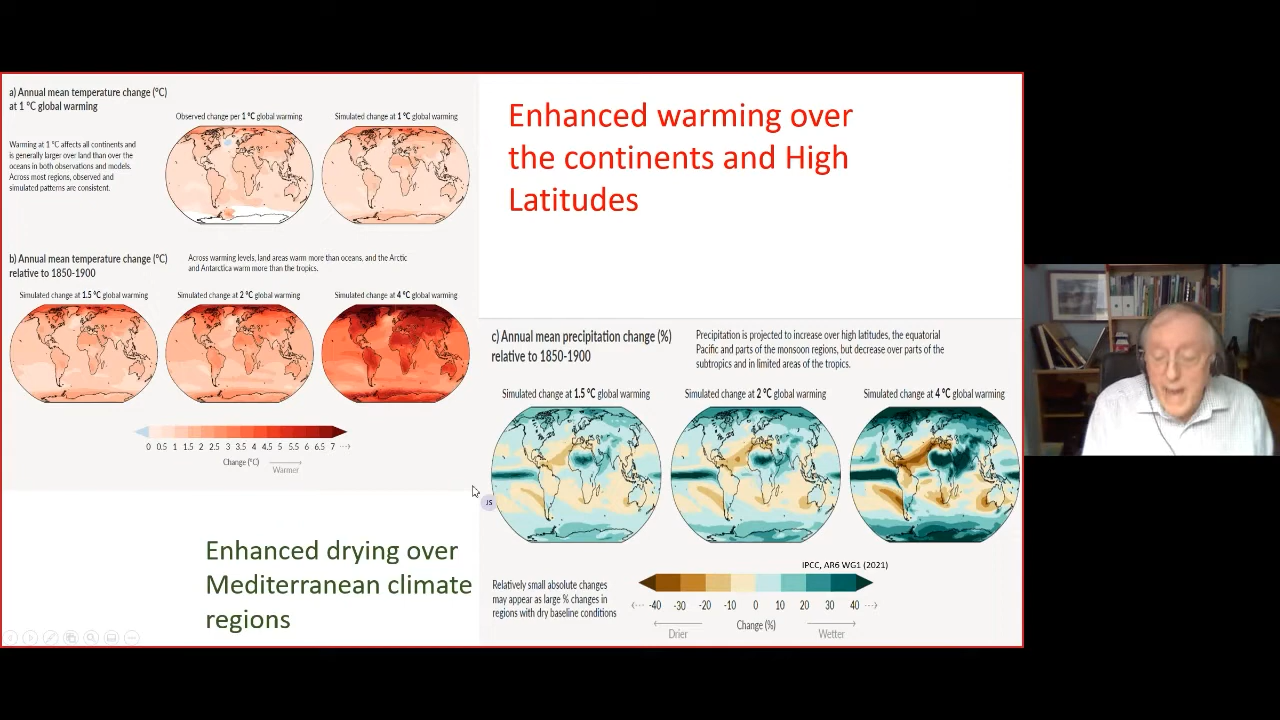 a) Annual mean temperature change (°C)
at 1 °C global warming
Warming at 1 °C affects all continents and
is generally larger over land than over the
oceans in both observations and models.
Across most regions, observed and
simulated patterns are consistent.
Observed change per 1 °C global warming
Simulated change at 1 °C global warming
Enhanced warming over
the continents and High
Latitudes
b) Annual mean temperature change (°C)
relative to 1850-1900
Across warming levels, land areas warm more than oceans, and the Arctic
and Antarctica warm more than the tropics.
Simulated change at 1.5 °C global warming
Simulated change at 2 °C global warming
Simulated change at 4 °C global warming
0 0.5 1 1.5 2 2.5 3 3.5 4 4.5 5 5.5 6 6.5 7
Change (°C)
Warmer
c) Annual mean precipitation change (%)
relative to 1850-1900
Precipitation is projected to increase over high latitudes, the equatorial
Pacific and parts of the monsoon regions, but decrease over parts of the
subtropics and in limited areas of the tropics.
Simulated change at 1.5 °C global warming
Simulated change at 2 °C global warming
Simulated change at 4 °C global warming
JS
Enhanced drying over
Mediterranean climate
regions
IPCC, AR6 WG1 (2021)
Relatively small absolute changes
may appear as large % changes in
regions with dry baseline conditions
-40 -30 -20 -10 0 10 20 30 40
Change (%)
Drier
Wetter